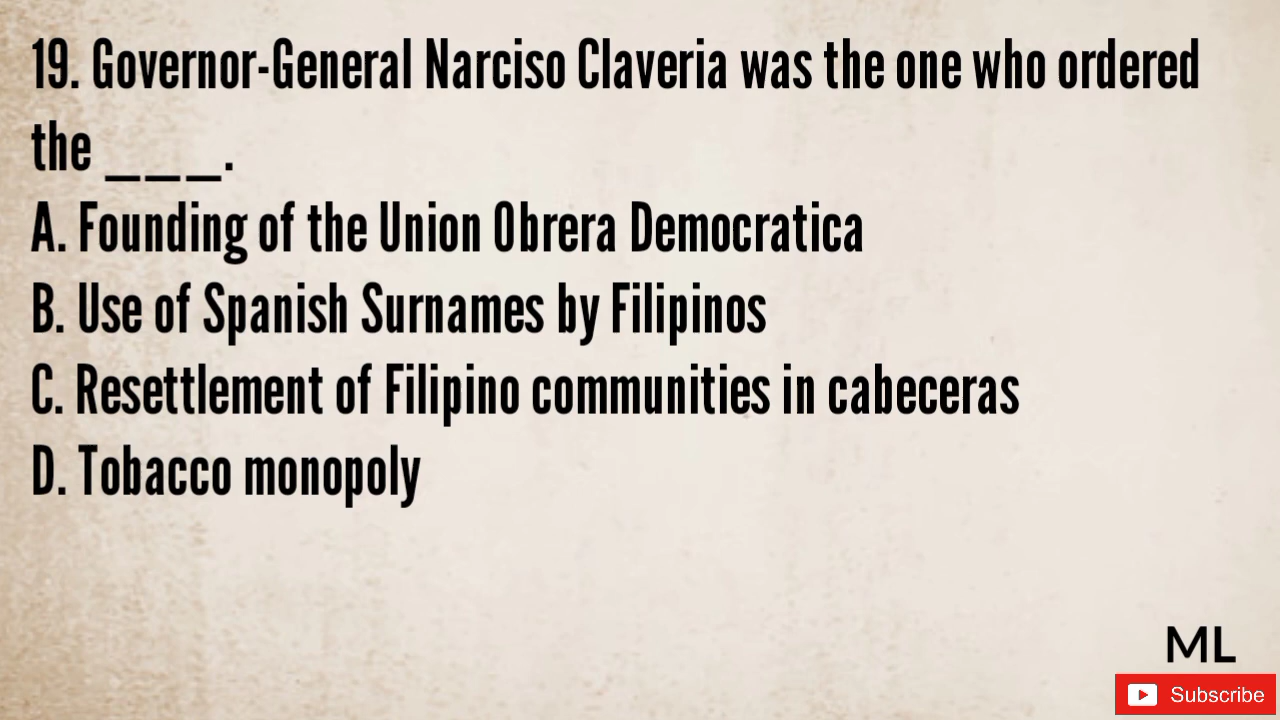 19. Governor-General Narciso Claveria was the one who ordered
the ___.
A. Founding of the Union Obrera Democratica
B. Use of Spanish Surnames by Filipinos
C. Resettlement of Filipino communities in cabeceras
D. Tobacco monopoly
ML
Subscribe